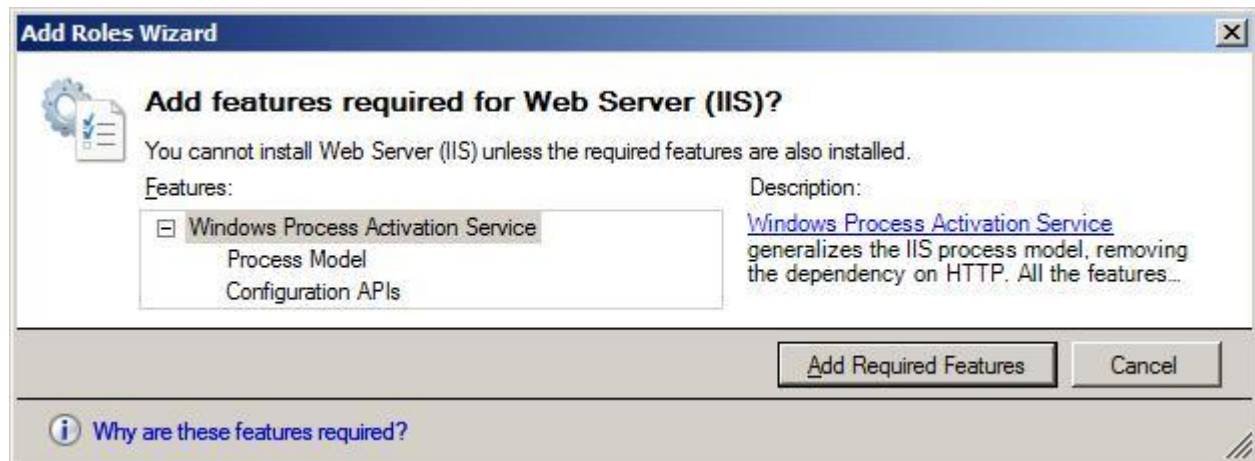 Add Roles Wizard
Add features required for Web Server (IIS)?
You cannot install Web Server (IIS) unless the required features are also installed.
Features:
Windows Process Activation Service
Process Model
Configuration APIs
Description:
Windows Process Activation Service
generalizes the IIS process model, removing
the dependency on HTTP. All the features...
Add Required Features
Cancel
Why are these features required?